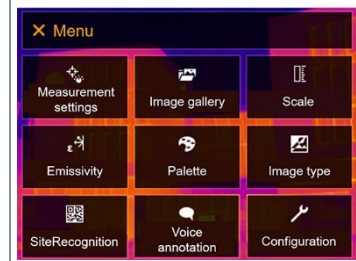 Menu
Measurement
settings
Image gallery
Scale
ε
Emissivity
Palette
Image type
SiteRecognition
Voice
annotation
Configuration